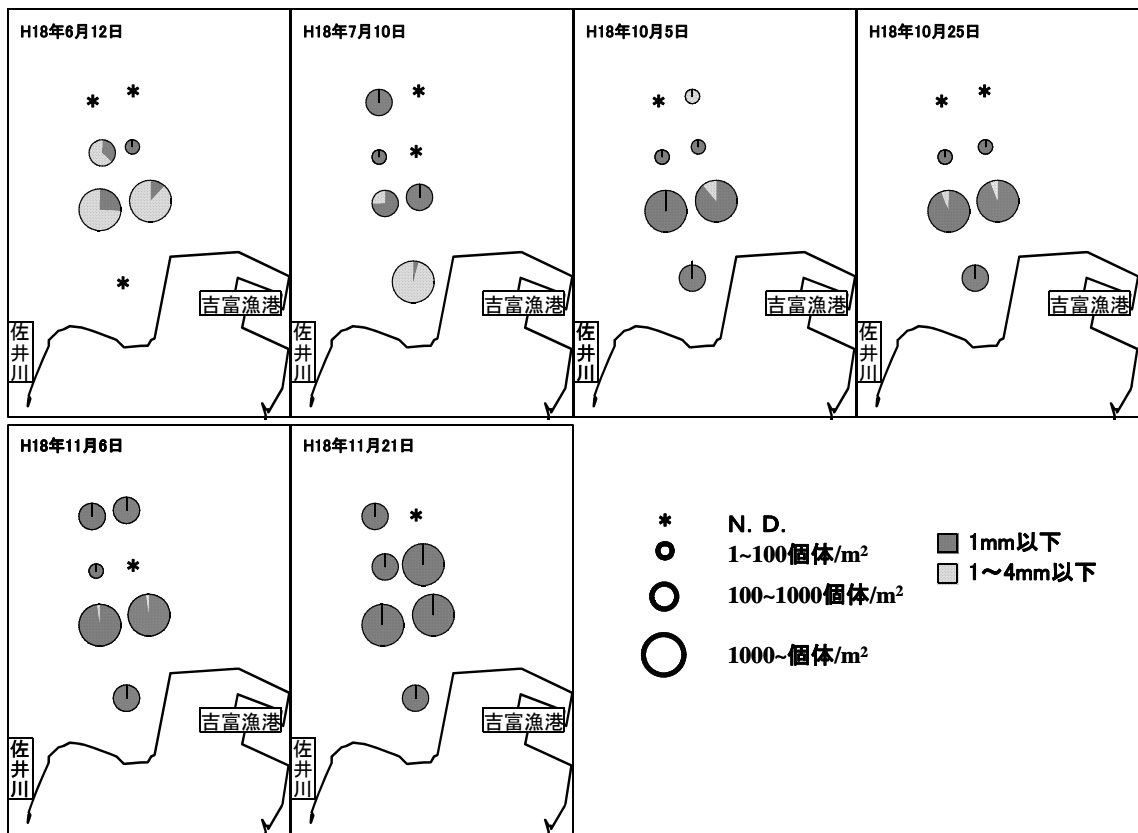 H18年6月12日
H18年7月10日
H18年10月5日
H18年10月25日
*
*
*
*
*
*
*
*
*
吉富漁港
吉富漁港
吉富漁港
吉富漁港
佐井川
佐井川
佐井川
佐井川
H18年11月6日
H18年11月21日
*
*
吉富漁港
吉富漁港
佐井川
佐井川
* N. D.
1~100個体/m²
100~1000個体/m²
1000~個体/m²
1mm以下
1～4mm以下